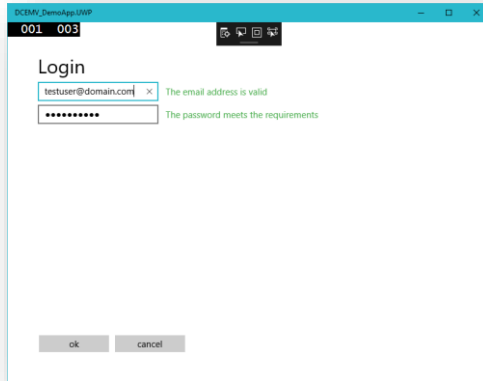 DCEMV_DemoApp.UWP
001 003
Login
testuser@domain.com
The email address is valid
••••••••••
The password meets the requirements
ok cancel